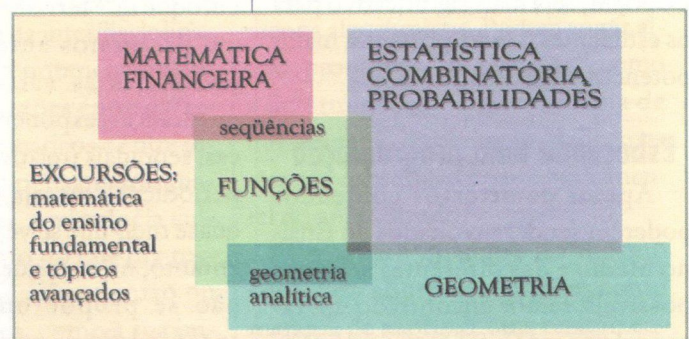 MATEMÁTICA
FINANCEIRA
ESTATÍSTICA
COMBINATÓRIA
PROBABILIDADES
seqüências
EXCURSÕES:
matemática
do ensino
fundamental
e tópicos
avançados
FUNÇÕES
geometria
analítica
GEOMETRIA